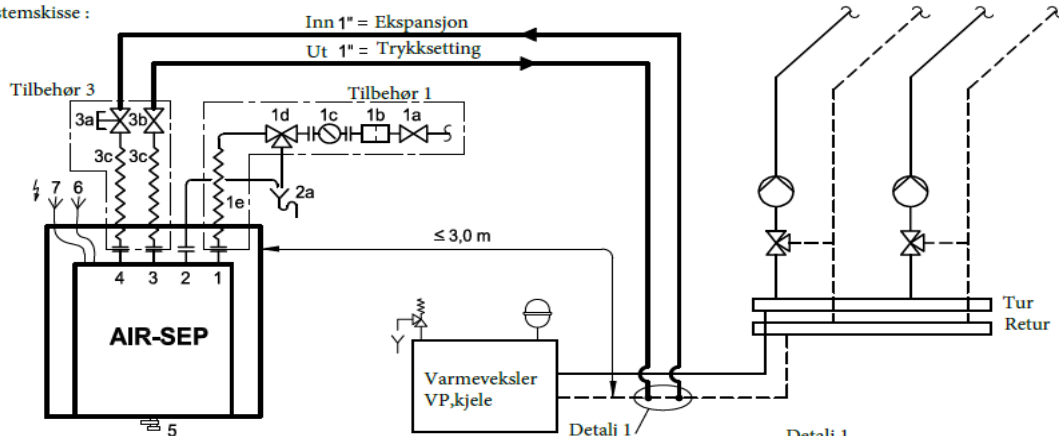 stemskisse :
Inn 1" = Ekspansjon
Ut 1" = Trykksetting
Tilbehør 3
Tilbehør 1
3a 3b
1d 1c 1b 1a
3c 3c
2a
1e
7 6
≤ 3,0 m
4 3 2 1
AIR-SEP
5
Tur
Retur
Varmeveksler
VP,kjele
Detalj 1
Detalj 1